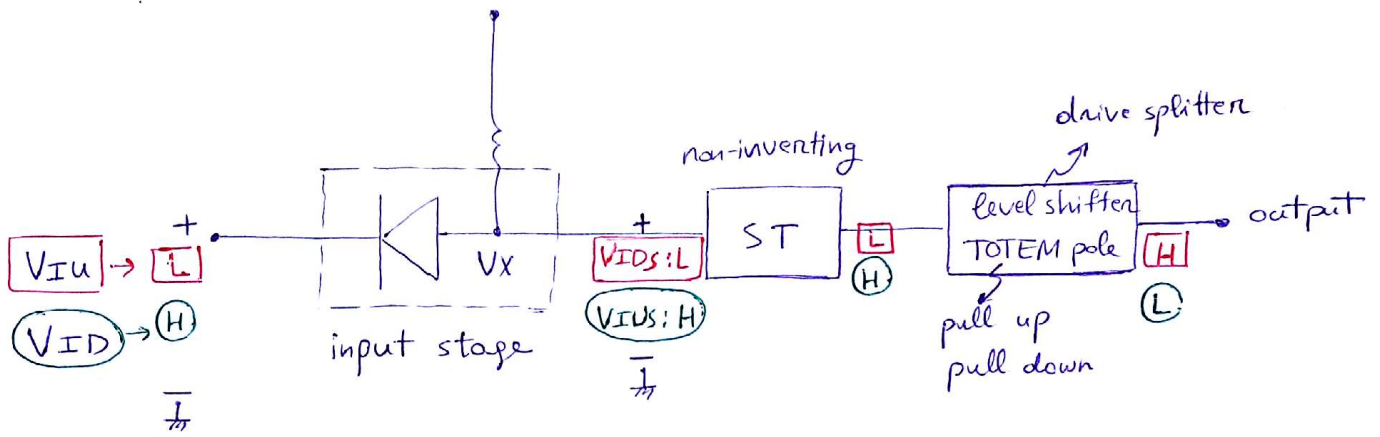 drive splitter
non-inverting
level shifter
TOTEM pole
output
+
+
VIU → L
VX
VIDS:L
ST
L
H
VID → H
VIUS:H
H
L
input stage
pull up
pull down